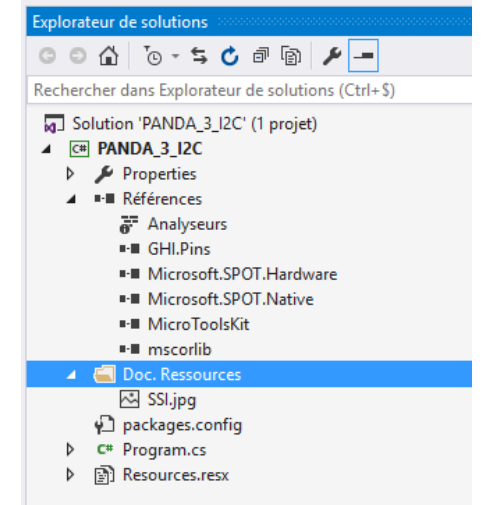 Explorateur de solutions
Rechercher dans Explorateur de solutions (Ctrl+$)
Solution 'PANDA_3_I2C' (1 projet)
C# PANDA_3_I2C
Properties
Références
Analyseurs
GHI.Pins
Microsoft.SPOT.Hardware
Microsoft.SPOT.Native
MicroToolsKit
mscorlib
Doc. Ressources
SSI.jpg
packages.config
C# Program.cs
Resources.resx